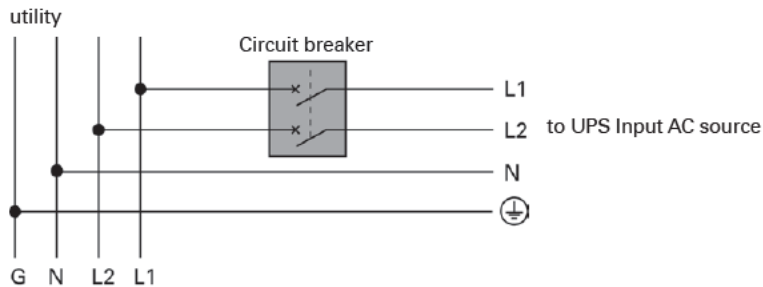 utility
Circuit breaker
L1
L2 to UPS Input AC source
N
G N L2 L1